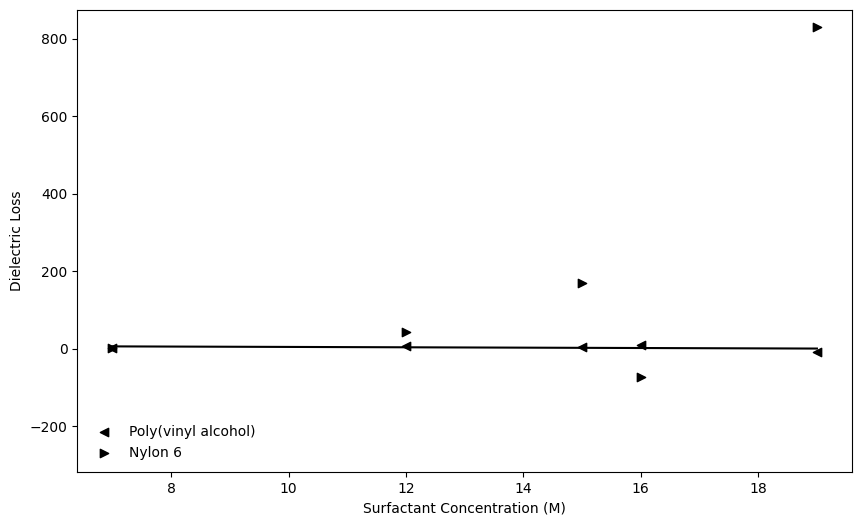 800
600
400
200
0
−200
Dielectric Loss
Poly(vinyl alcohol)
Nylon 6
8 10 12 14 16 18
Surfactant Concentration (M)